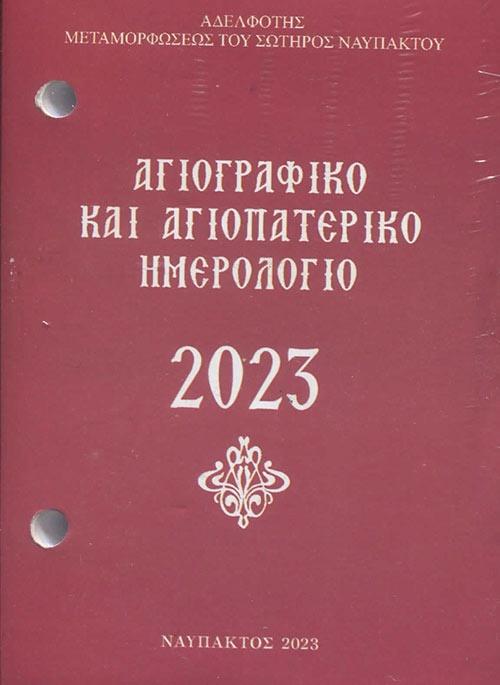 ΑΔΕΛΦΟΤΗΣ
ΜΕΤΑΜΟΡΦΩΣΕΩΣ ΤΟΥ ΣΩΤΗΡΟΣ ΝΑΥΠΑΚΤΟΥ
ΑΓΙΟΓΡΑΦΙΚΟ
ΚΑΙ ΑΓΙΟΠΑΤΕΡΙΚΟ
ΗΜΕΡΟΛΟΓΙΟ
2023
ΝΑΥΠΑΚΤΟΣ 2023